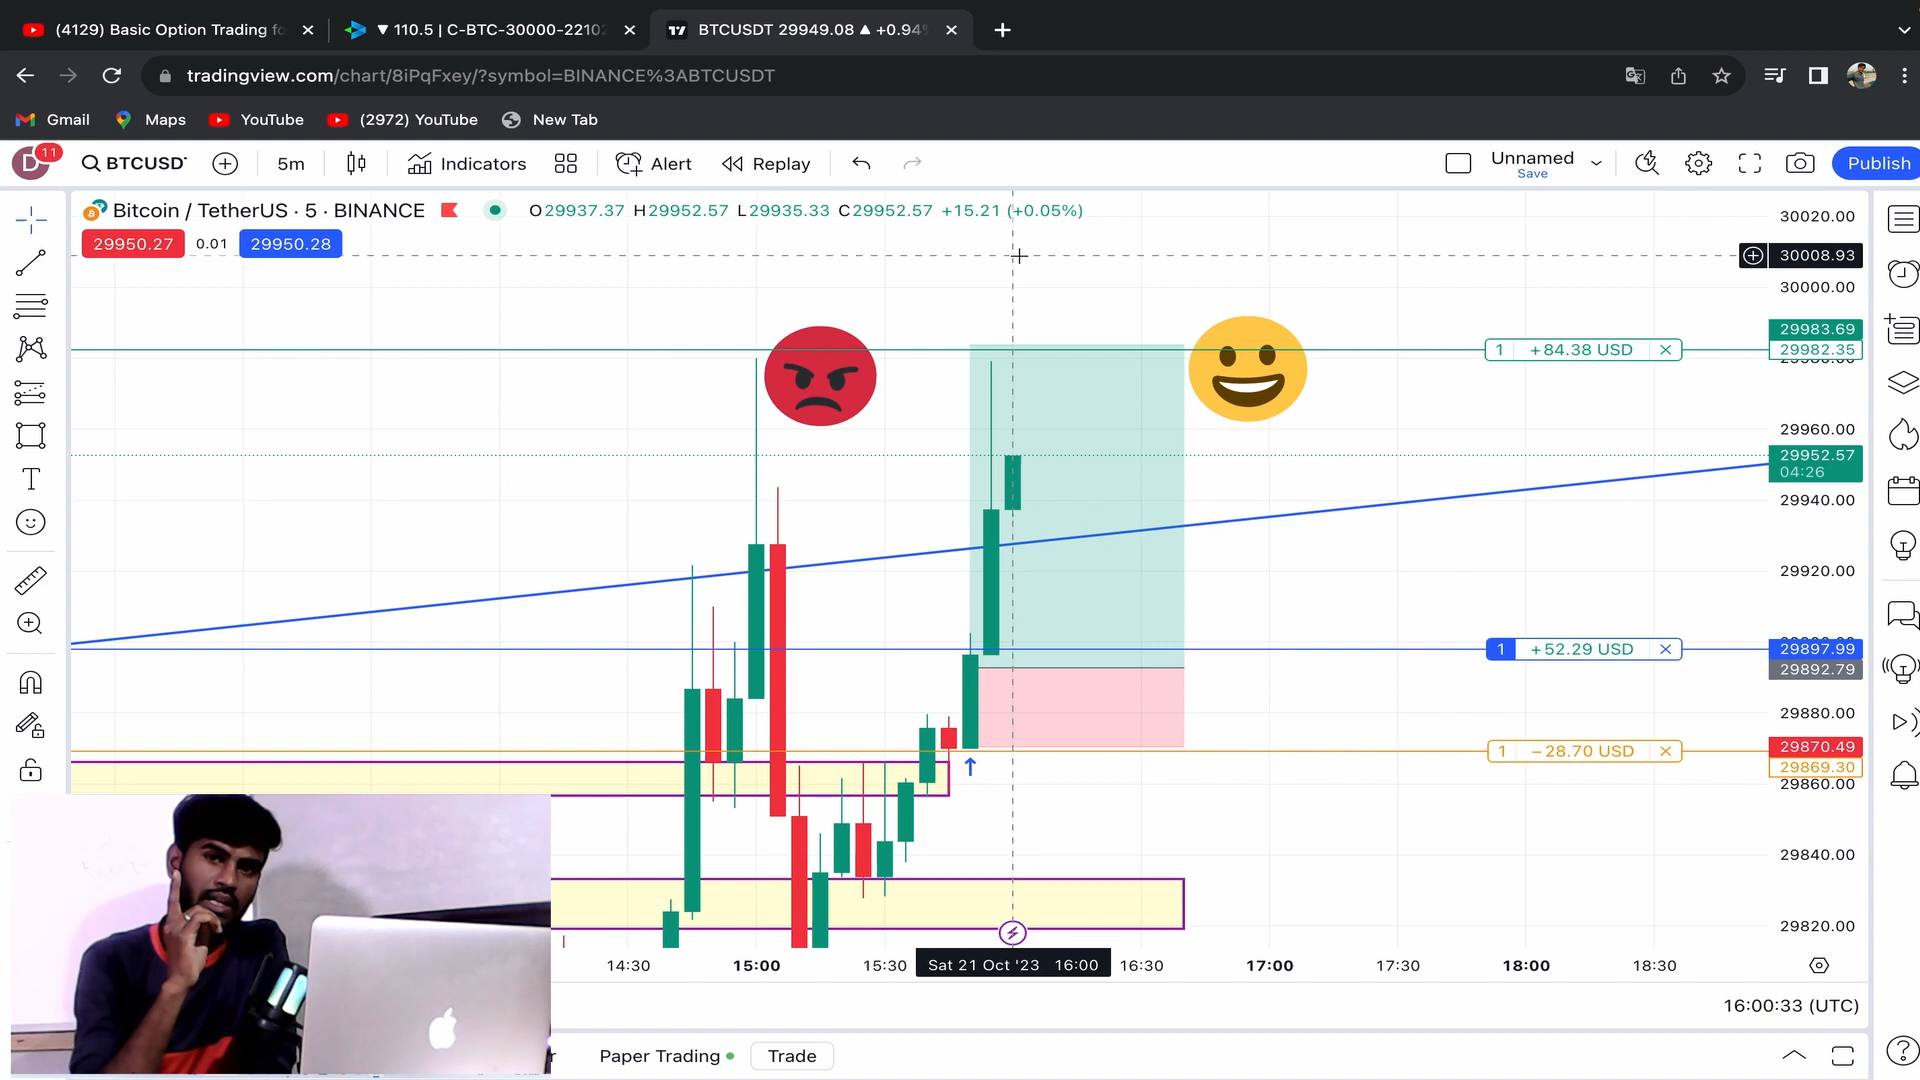 (4129) Basic Option Trading fo
▼ 110.5 | C-BTC-30000-22102
BTCUSDT 29949.08 ▲ +0.94%
tradingview.com/chart/8iPqFxey/?symbol=BINANCE%3ABTCUSDT
Gmail
Maps
YouTube
(2972) YouTube
New Tab
D
11
BTCUSDT
5m
Indicators
Alert
Replay
Unnamed
Save
Publish
Bitcoin / TetherUS · 5 · BINANCE
O29937.37 H29952.57 L29935.33 C29952.57 +15.21 (+0.05%)
29950.27
0.01
29950.28
30020.00
30008.93
30000.00
29983.69
1 +84.38 USD
29982.35
29960.00
29952.57
04:26
29940.00
29920.00
1 +52.29 USD
29897.99
29892.79
29880.00
29870.49
1 −28.70 USD
29869.30
29860.00
29840.00
29820.00
14:30
15:00
15:30
Sat 21 Oct '23 16:00
16:30
17:00
17:30
18:00
18:30
16:00:33 (UTC)
Paper Trading
Trade